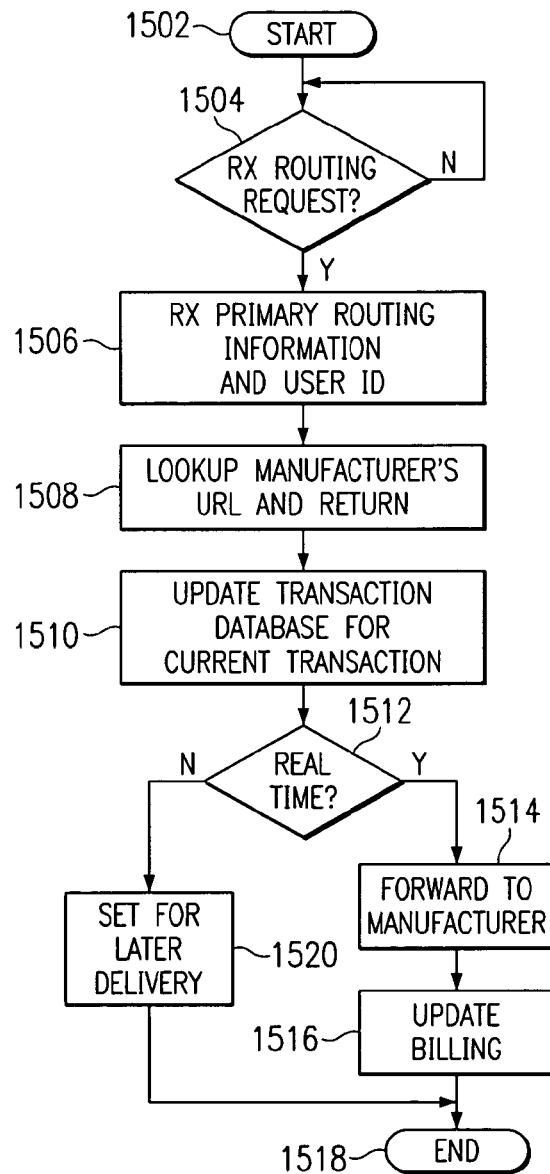 1502
START
1504
RX ROUTING
REQUEST?
N
Y
1506
RX PRIMARY ROUTING
INFORMATION
AND USER ID
1508
LOOKUP MANUFACTURER'S
URL AND RETURN
1510
UPDATE TRANSACTION
DATABASE FOR
CURRENT TRANSACTION
1512
N
REAL
TIME?
Y
1514
FORWARD TO
MANUFACTURER
SET FOR
LATER
DELIVERY
1520
1516
UPDATE
BILLING
1518
END